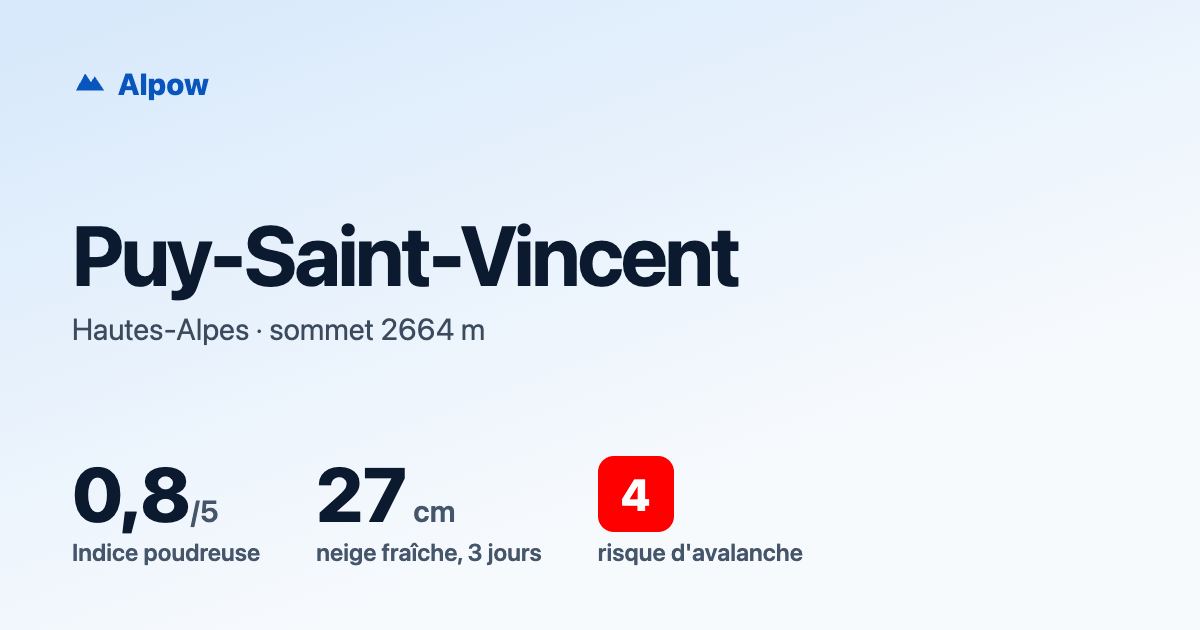 Alpow
Puy-Saint-Vincent
Hautes-Alpes · sommet 2664 m
0,8/5 27 cm 4
Indice poudreuse neige fraîche, 3 jours risque d'avalanche